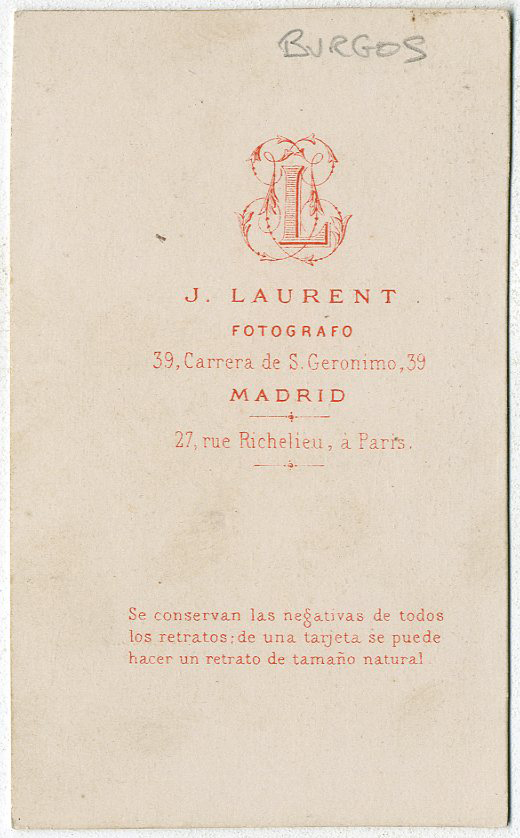 BURGOS
L
J. LAURENT
FOTOGRAFO
39, Carrera de S. Geronimo, 39
MADRID
27, rue Richelieu, à Paris.
Se conservan las negativas de todos
los retratos: de una tarjeta se puede
hacer un retrato de tamaño natural.